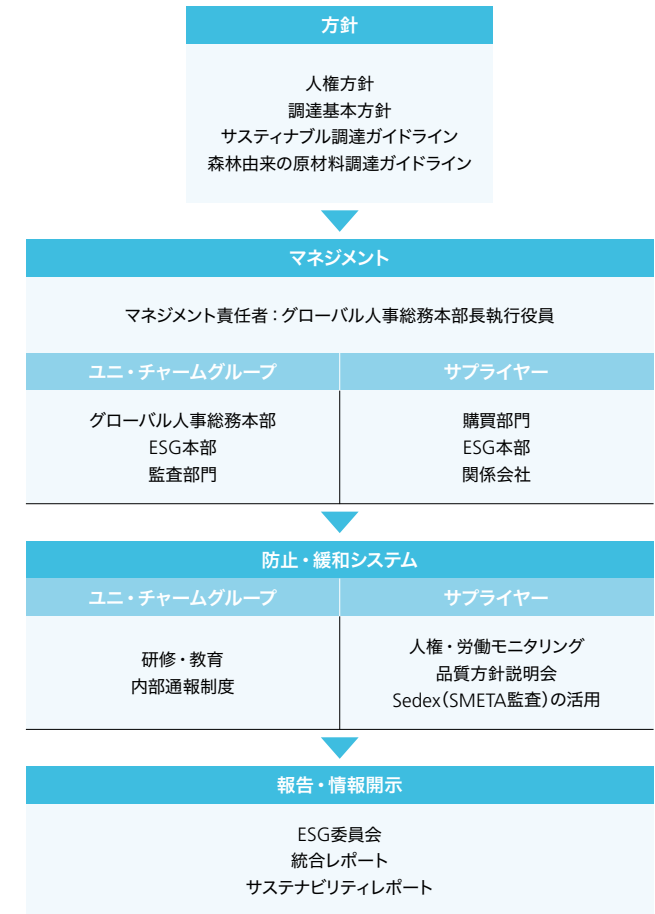 方針
人権方針
調達基本方針
サスティナブル調達ガイドライン
森林由来の原材料調達ガイドライン
マネジメント
マネジメント責任者：グローバル人事総務本部長執行役員
ユニ・チャームグループ
サプライヤー
グローバル人事総務本部
ESG本部
監査部門
購買部門
ESG本部
関係会社
防止・緩和システム
ユニ・チャームグループ
サプライヤー
研修・教育
内部通報制度
人権・労働モニタリング
品質方針説明会
Sedex（SMETA監査）の活用
報告・情報開示
ESG委員会
統合レポート
サステナビリティレポート